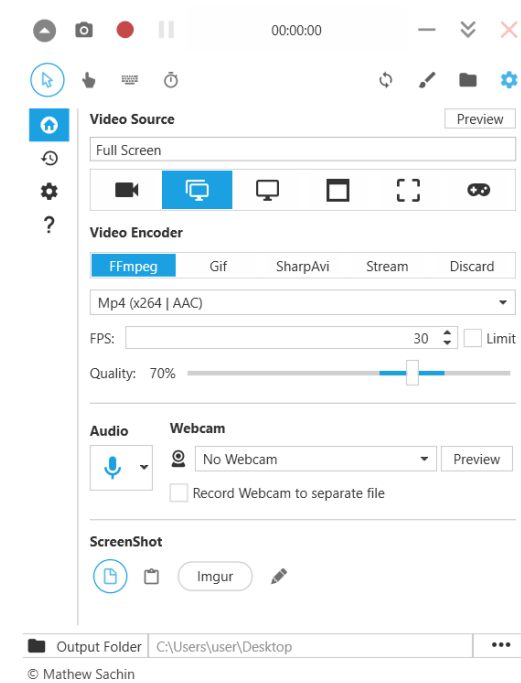 00:00:00
Video Source
Preview
Full Screen
Video Encoder
FFmpeg Gif SharpAvi Stream Discard
Mp4 (x264 | AAC)
FPS: 30 Limit
Quality: 70%
Audio Webcam
No Webcam Preview
Record Webcam to separate file
ScreenShot
Imgur
Output Folder C:\Users\user\Desktop
© Mathew Sachin